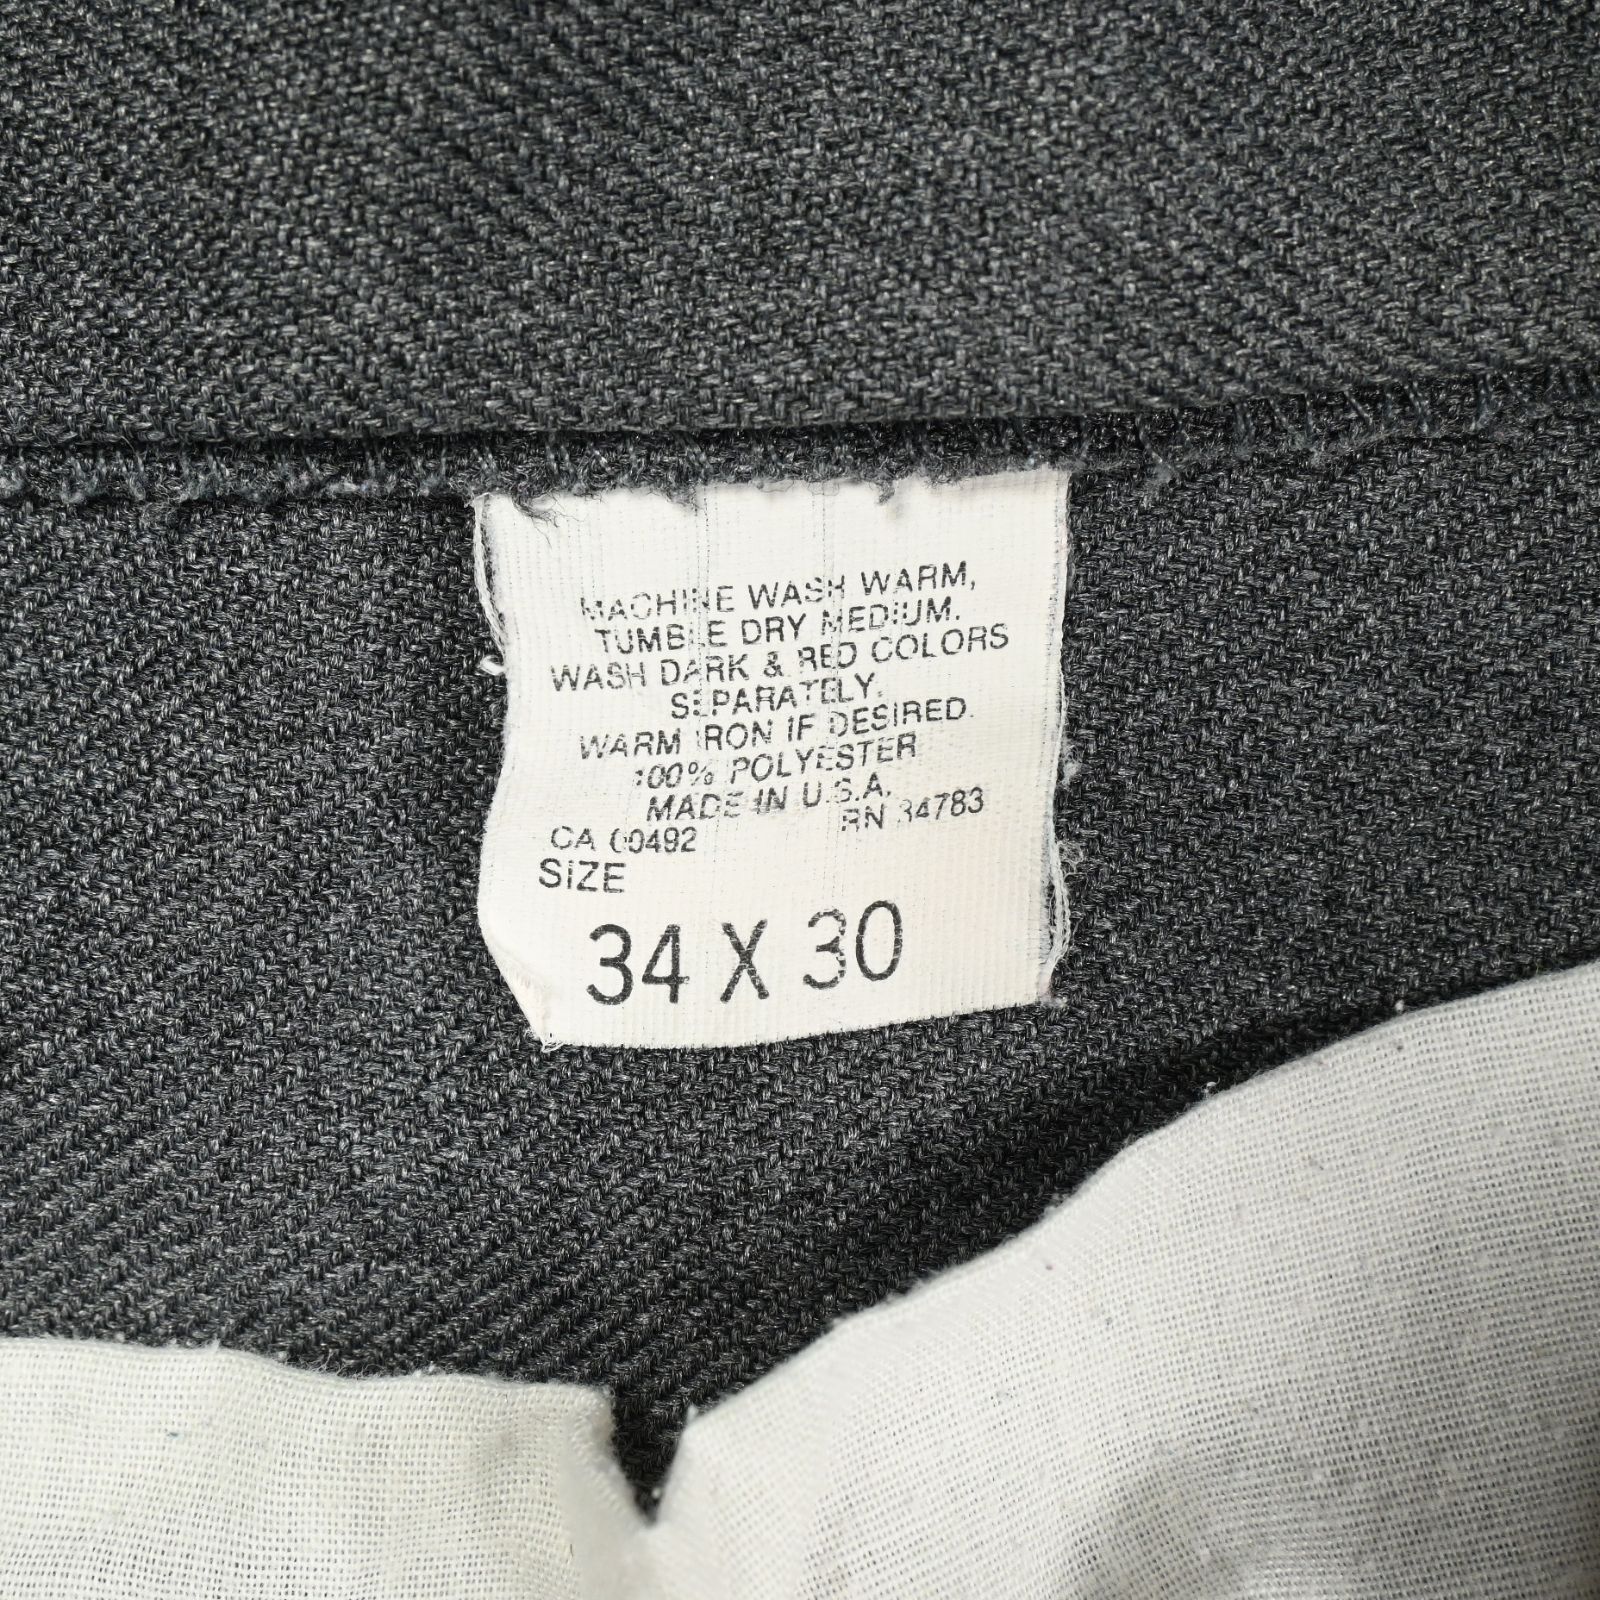 MACHINE WASH WARM,
TUMBLE DRY MEDIUM.
WASH DARK & RED COLORS
SEPARATELY.
WARM IRON IF DESIRED.
100% POLYESTER
MADE IN U.S.A.
CA 00492 RN 34783
SIZE
34 X 30